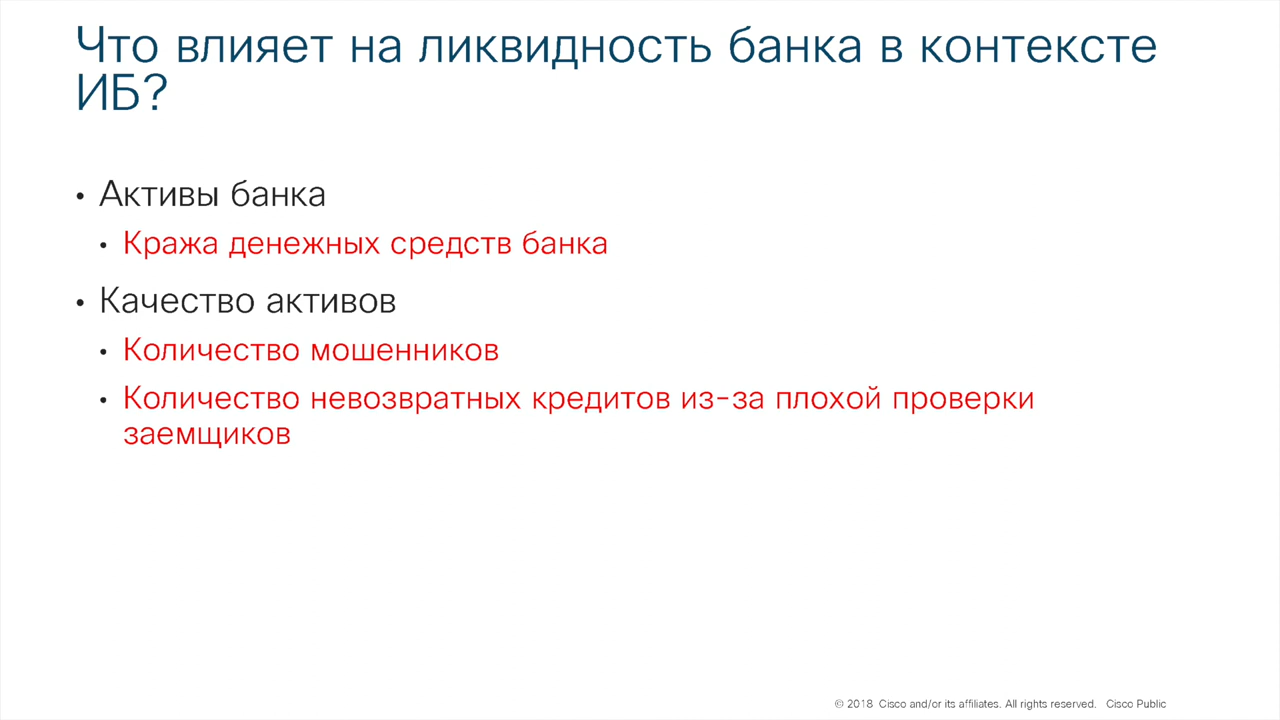 Что влияет на ликвидность банка в контексте
ИБ?
• Активы банка
• Кража денежных средств банка
• Качество активов
• Количество мошенников
• Количество невозвратных кредитов из-за плохой проверки
заемщиков
© 2018 Cisco and/or its affiliates. All rights reserved. Cisco Public